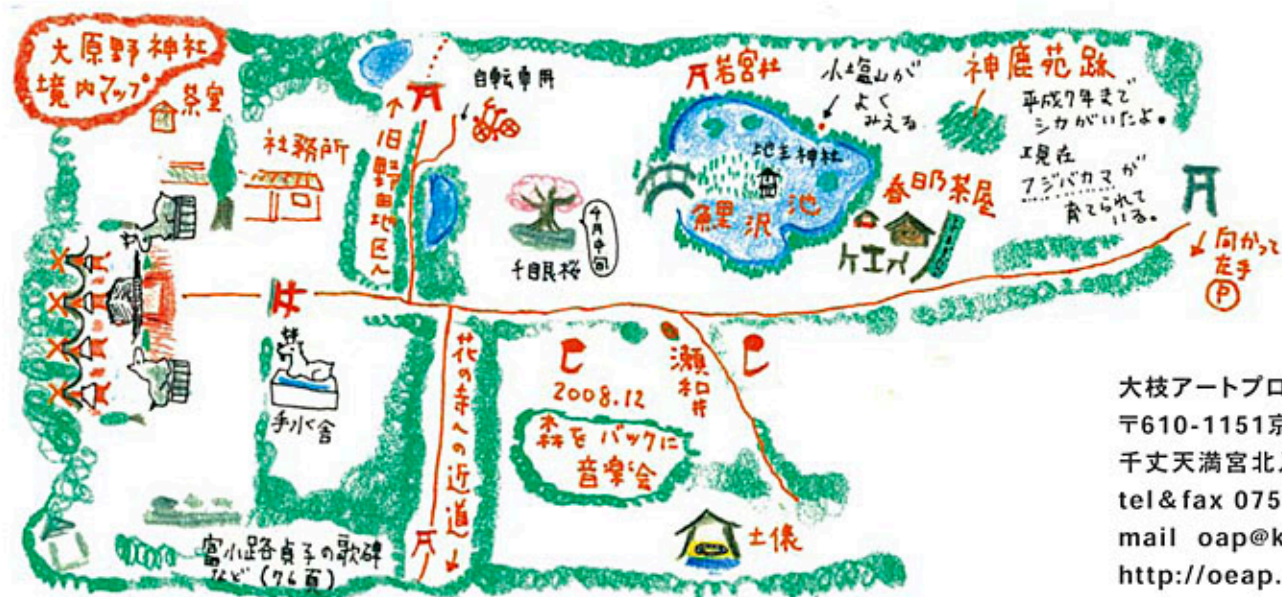 大原野神社
境内マップ
茶室
社務所
↑旧野田地区へ
自転車用
千眼桜
4月中旬
若宮社
小塩山が
よく
みえる
地主神社
鯉沢池
春日乃茶屋
神鹿苑跡
平成7年まで
シカがいたよ。
現在
フジバカマが
育てられて
いる。
向かって
左手
P
手水舎
花の寺への近道↓
2008.12
森をバックに
音楽会
瀬和井
土俵
富小路貞子の歌碑
など(76頁)
大枝アートプロ
〒610-1151京
千丈天満宮北
tel&fax 075
mail oap@k
http://oeap.